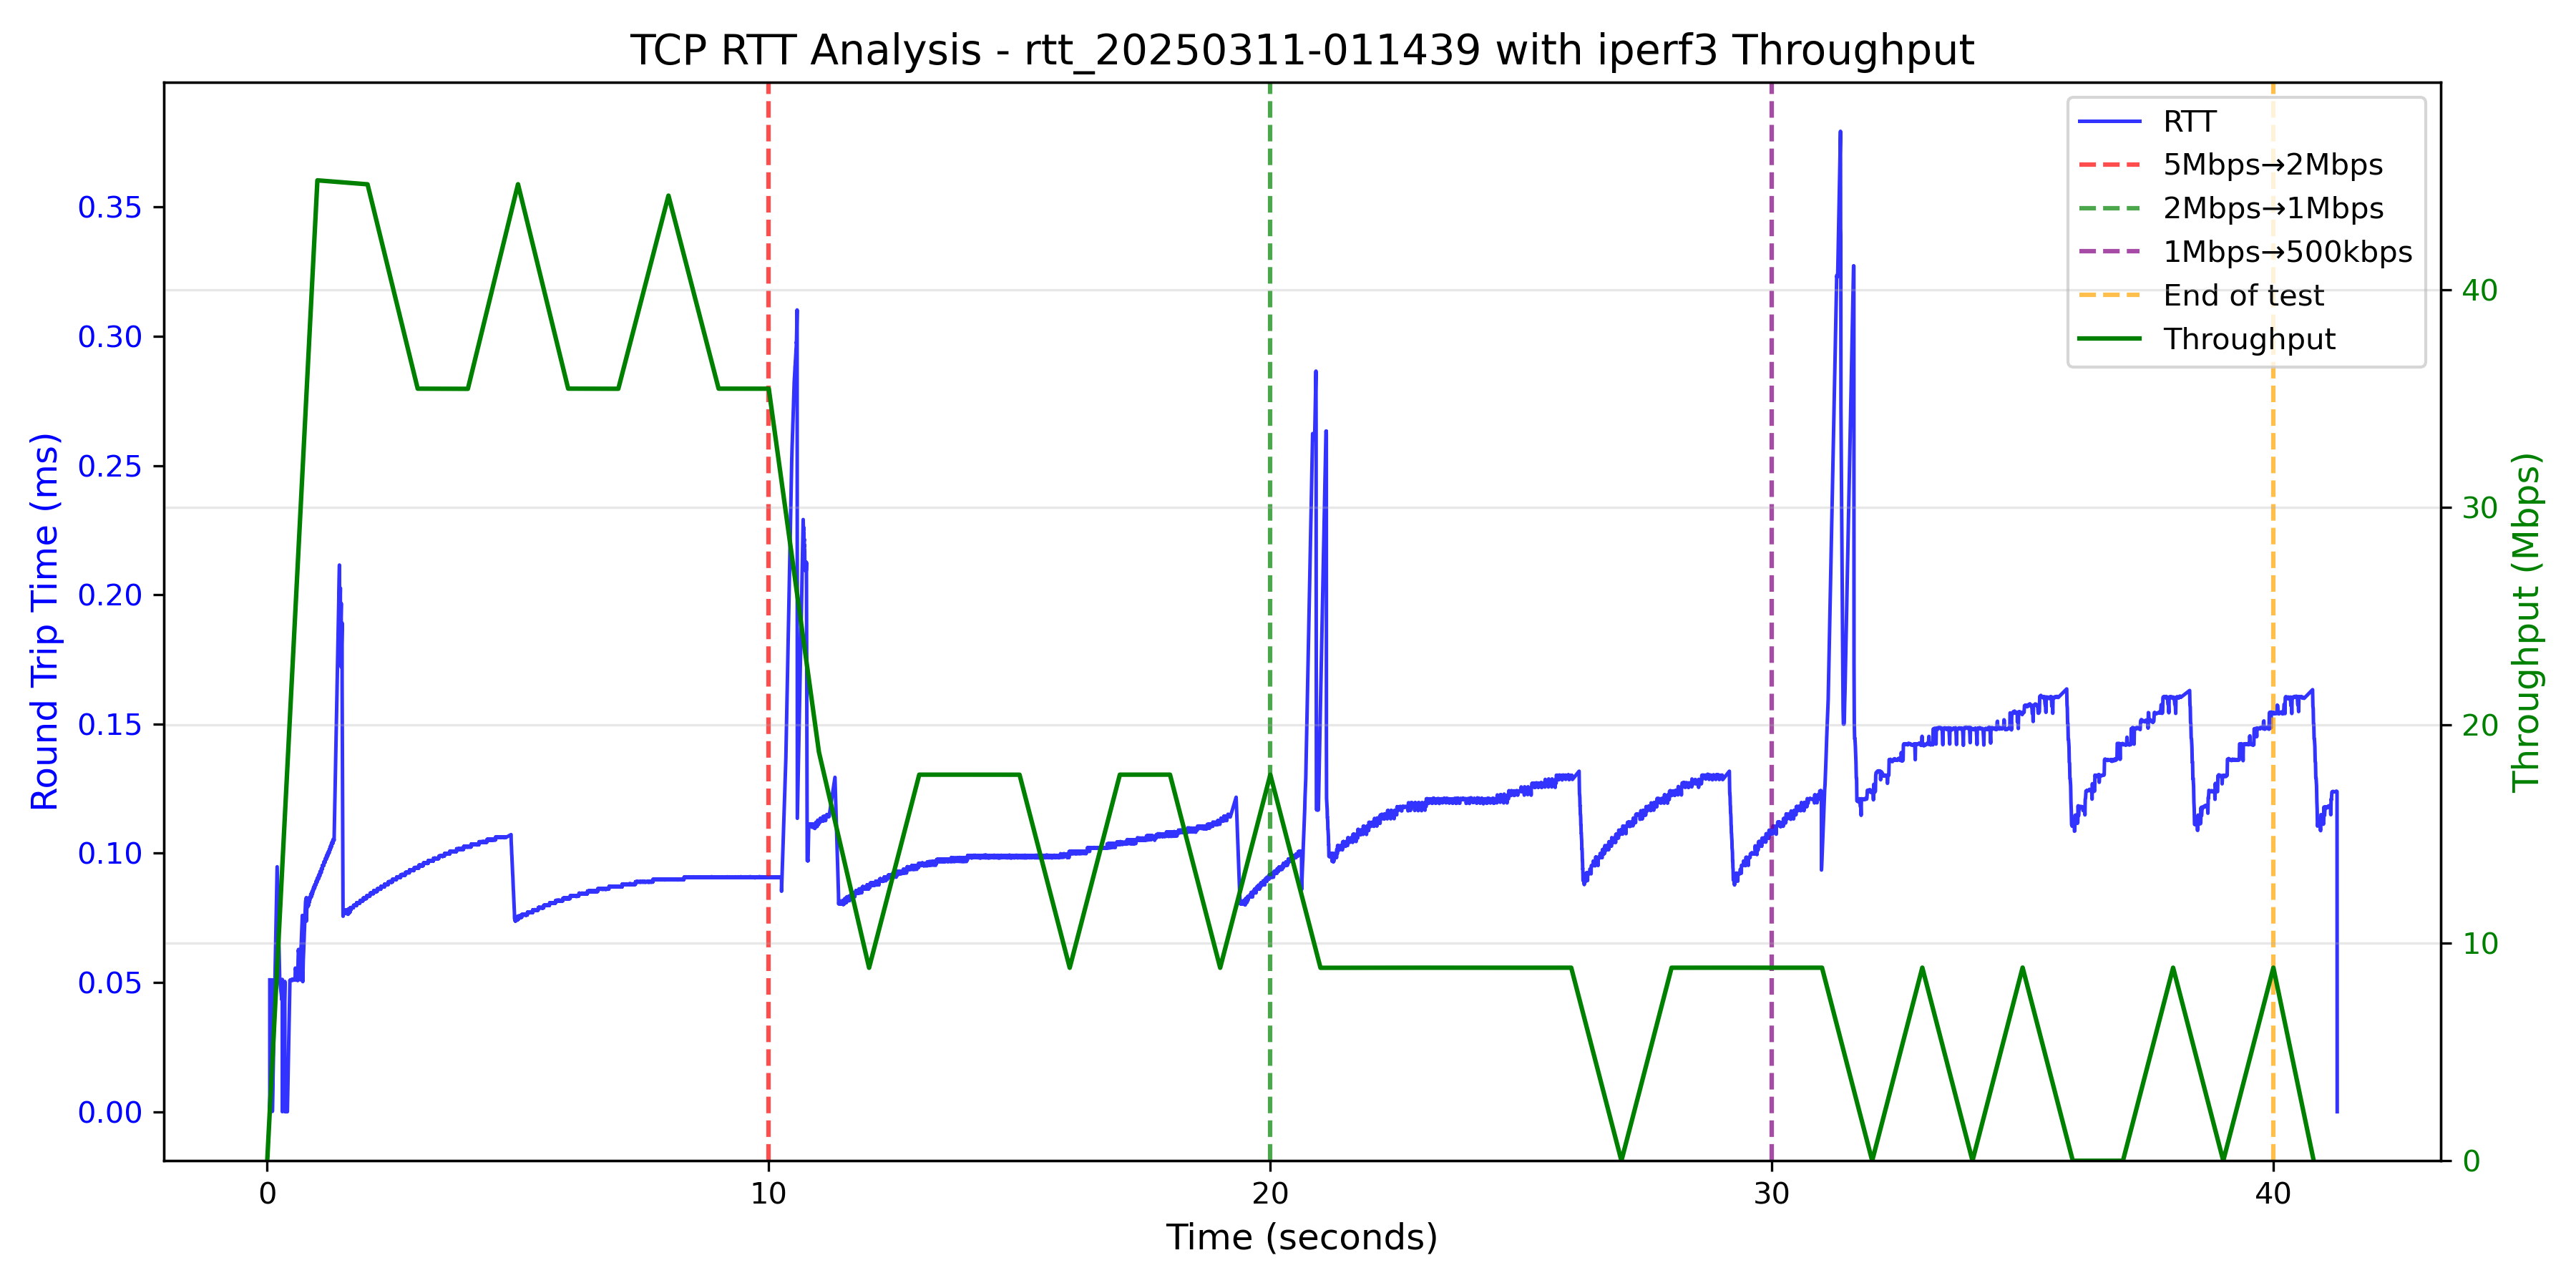 TCP RTT Analysis - rtt_20250311-011439 with iperf3 Throughput
RTT
5Mbps→2Mbps
2Mbps→1Mbps
1Mbps→500kbps
End of test
Throughput
Round Trip Time (ms)
0.35
0.30
0.25
0.20
0.15
0.10
0.05
0.00
Throughput (Mbps)
40
30
20
10
0
0 10 20 30 40
Time (seconds)